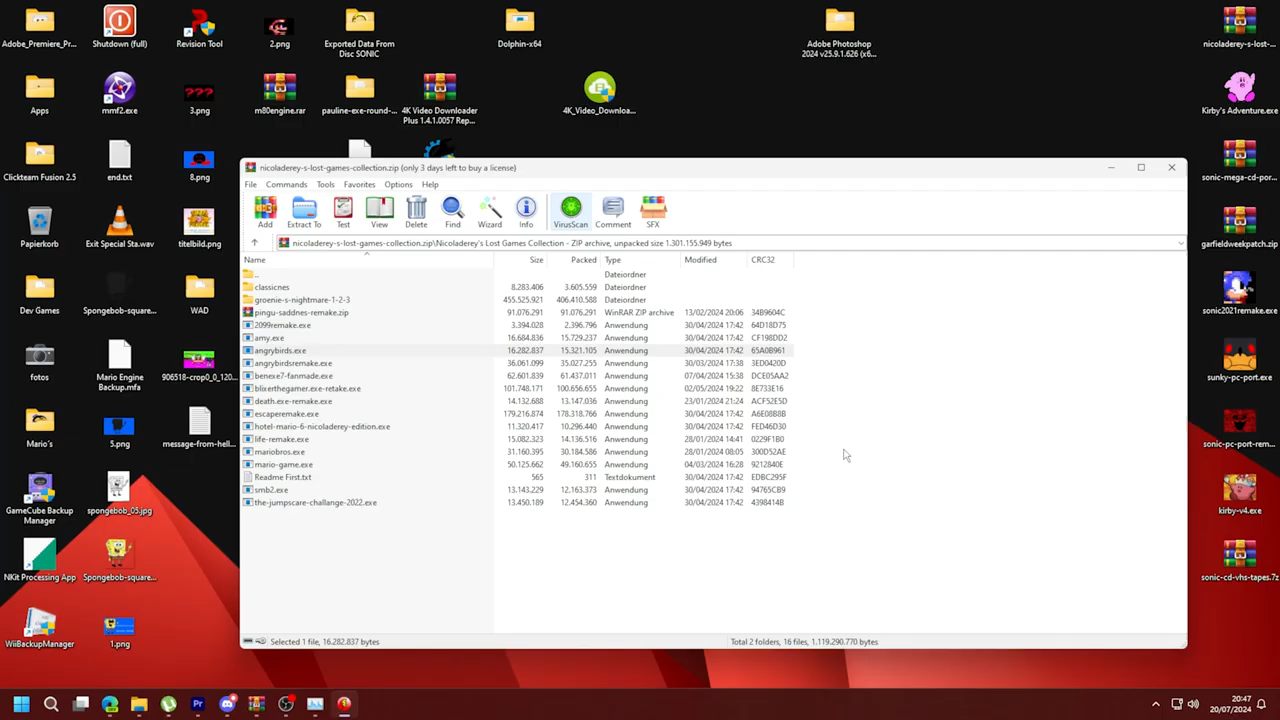 Adobe_Premiere_Pr...
Shutdown (full)
Revision Tool
2.png
Exported Data From
Disc SONIC
Dolphin-x64
Adobe Photoshop
2024 v25.9.1.626 (x6...
nicoladerey-s-lost-...
Apps
mmf2.exe
3.png
m80engine.rar
pauline-exe-round-...
4K Video Downloader
Plus 1.4.1.0057 Rep...
4K_Video_Downloa...
Kirby's Adventure.exe
Clickteam Fusion 2.5
end.txt
8.png
sonic-mega-cd-por...
Papierkorb
Exit Special Sta.wav
titelbild.png
garfieldweekpatch.zip
Dev Games
Spongebob-square...
WAD
sonic2021remake.exe
fotos
Mario Engine
Backup.mfa
906518-crop0_0_120...
sunky-pc-port.exe
Mario's
5.png
message-from-hell...
sonic-pc-port-rem...
GameCube Backup
Manager
spongebob_05.jpg
kirby-v4.exe
NKit Processing App
Spongebob-square...
sonic-cd-vhs-tapes.7z
WiiBackupManager
1.png
nicoladerey-s-lost-games-collection.zip (only 3 days left to buy a license)
File Commands Tools Favorites Options Help
Add Extract To Test View Delete Find Wizard Info VirusScan Comment SFX
nicoladerey-s-lost-games-collection.zip\Nicoladerey's Lost Games Collection - ZIP archive, unpacked size 1.301.155.949 bytes
Name Size Packed Type Modified CRC32
.. Dateiordner
classicnes 8.283.406 3.605.559 Dateiordner
groenie-s-nightmare-1-2-3 455.525.921 406.410.588 Dateiordner
pingu-saddnes-remake.zip 91.076.291 91.076.291 WinRAR ZIP archive 13/02/2024 20:06 34B9604C
2099remake.exe 3.394.028 2.396.796 Anwendung 30/04/2024 17:42 64D18D75
amy.exe 16.684.836 15.729.237 Anwendung 30/04/2024 17:42 CF198DD2
angrybirds.exe 16.282.837 15.321.105 Anwendung 30/04/2024 17:42 65A0B961
angrybirdsremake.exe 36.061.099 35.027.255 Anwendung 30/03/2024 17:38 3ED0420D
benexe7-fanmade.exe 62.601.839 61.437.011 Anwendung 07/04/2024 15:38 DCE05AA2
blixerthegamer.exe-retake.exe 101.748.171 100.656.655 Anwendung 02/05/2024 19:22 8E733E16
death.exe-remake.exe 14.132.688 13.147.036 Anwendung 23/01/2024 21:24 ACF52E5D
escaperemake.exe 179.216.874 178.318.766 Anwendung 30/04/2024 17:42 A6E08B8B
hotel-mario-6-nicoladerey-edition.exe 11.320.417 10.296.440 Anwendung 30/04/2024 17:42 FED46D30
life-remake.exe 15.082.323 14.136.516 Anwendung 28/01/2024 14:41 0229F1B0
mariobros.exe 31.160.395 30.184.586 Anwendung 28/01/2024 08:05 300D52AE
mario-game.exe 50.125.662 49.160.655 Anwendung 04/03/2024 16:28 9212840E
Readme First.txt 565 311 Textdokument 30/04/2024 17:42 EDBC295F
smb2.exe 13.143.229 12.163.373 Anwendung 30/04/2024 17:42 94765CB9
the-jumpscare-challange-2022.exe 13.450.189 12.454.360 Anwendung 30/04/2024 17:42 4398414B
Selected 1 file, 16.282.837 bytes
Total 2 folders, 16 files, 1.119.290.770 bytes
20:47
20/07/2024